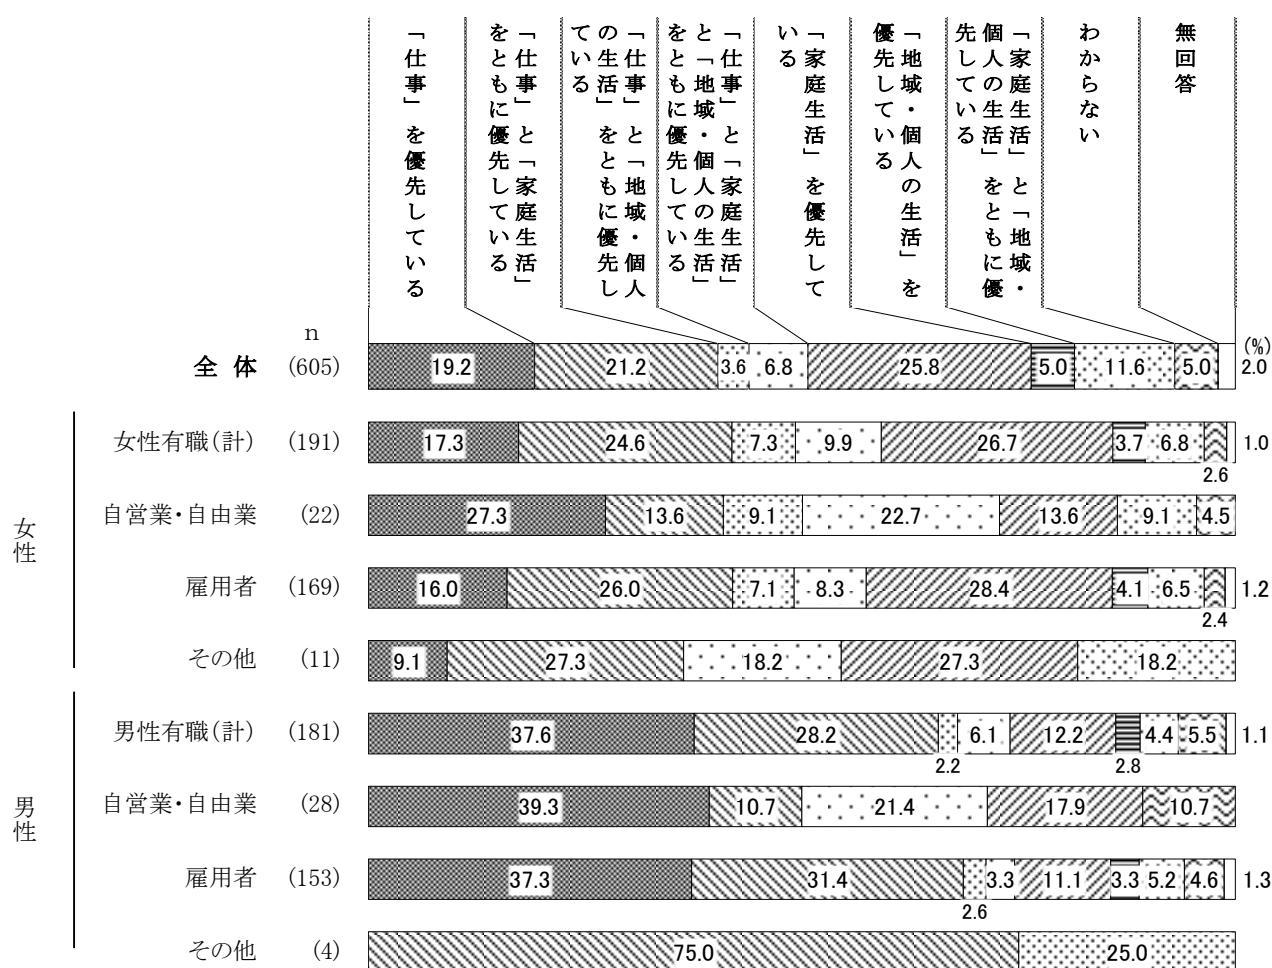 「仕事」を優先している
「仕事」と「家庭生活」
をともに優先している
「仕事」と「地域・個人
の生活」をともに優先し
ている
「仕事」と「家庭生活」
と「地域・個人の生活」
をともに優先している
「家庭生活」を優先して
いる
「地域・個人の生活」を
優先している
「家庭生活」と「地域・
個人の生活」をともに優
先している
わからない
無回答
n
(%)
全 体 (605) 19.2 21.2 3.6 6.8 25.8 5.0 11.6 5.0 2.0
女性
女性有職(計) (191) 17.3 24.6 7.3 9.9 26.7 3.7 6.8 2.6 1.0
自営業・自由業 (22) 27.3 13.6 9.1 22.7 13.6 9.1 4.5
雇用者 (169) 16.0 26.0 7.1 8.3 28.4 4.1 6.5 2.4 1.2
その他 (11) 9.1 27.3 18.2 27.3 18.2
男性
男性有職(計) (181) 37.6 28.2 2.2 6.1 12.2 2.8 4.4 5.5 1.1
自営業・自由業 (28) 39.3 10.7 21.4 17.9 10.7
雇用者 (153) 37.3 31.4 2.6 3.3 11.1 3.3 5.2 4.6 1.3
その他 (4) 75.0 25.0